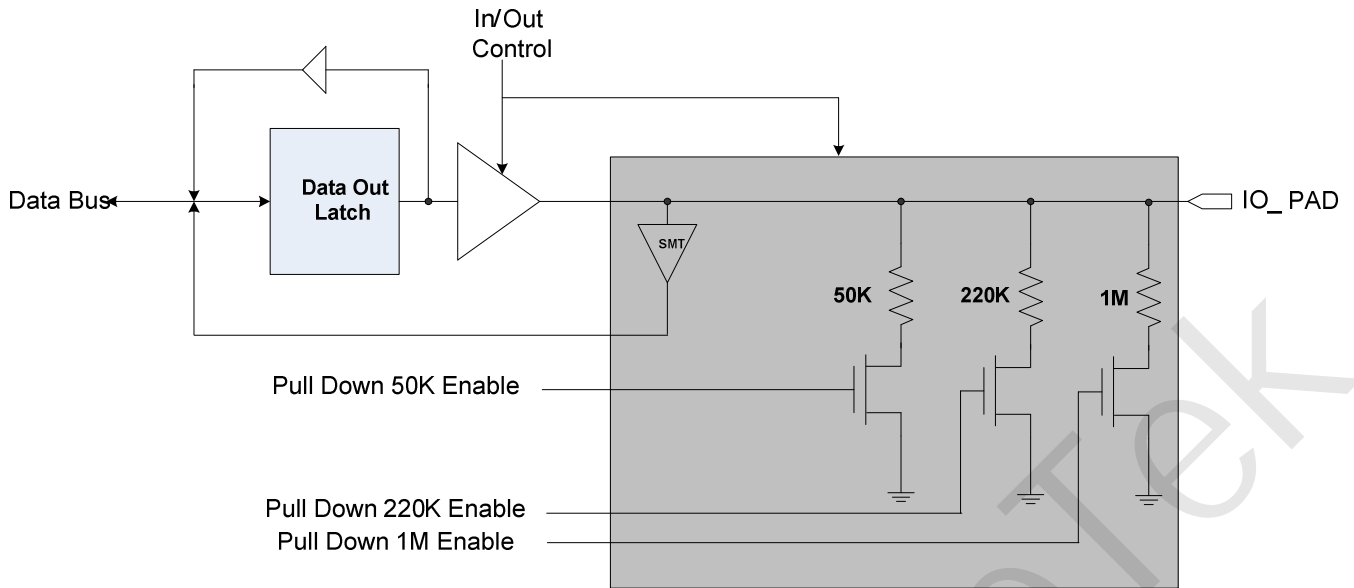 In/Out
Control
Data Out
Latch
Data Bus
SMT
IO_ PAD
50K
220K
1M
Pull Down 50K Enable
Pull Down 220K Enable
Pull Down 1M Enable
Tek